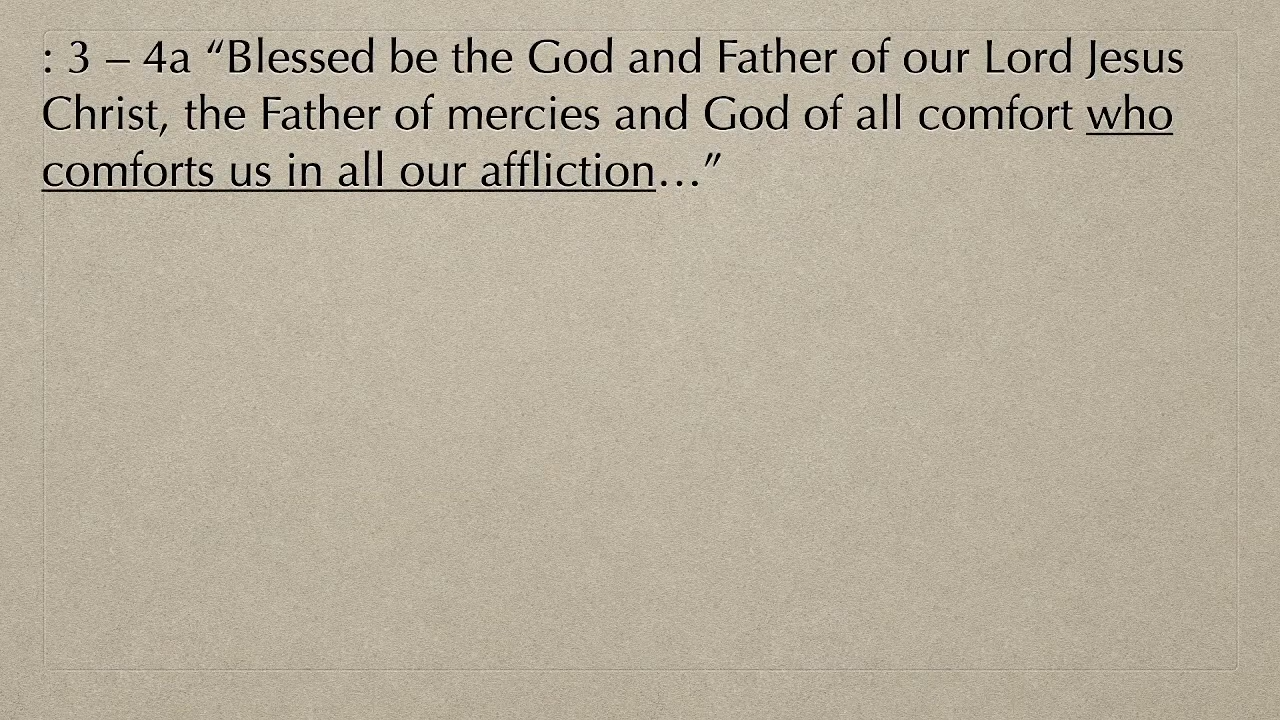 : 3 – 4a “Blessed be the God and Father of our Lord Jesus
Christ, the Father of mercies and God of all comfort who
comforts us in all our affliction…”